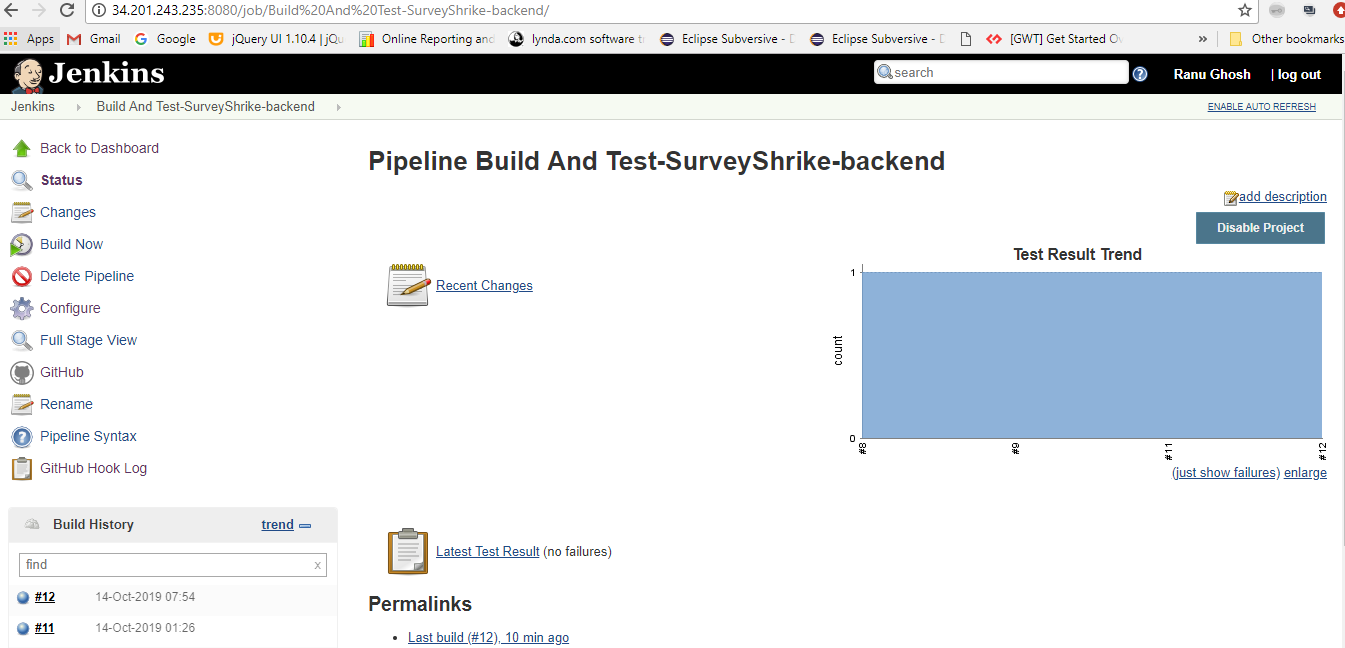 34.201.243.235:8080/job/Build%20And%20Test-SurveyShrike-backend/
Apps Gmail Google jQuery UI 1.10.4 | jQu Online Reporting and lynda.com software t Eclipse Subversive - D Eclipse Subversive - D [GWT] Get Started Ov » Other bookmarks
Jenkins search ? Ranu Ghosh | log out
Jenkins Build And Test-SurveyShrike-backend ENABLE AUTO REFRESH
Back to Dashboard
Status
Changes
Build Now
Delete Pipeline
Configure
Full Stage View
GitHub
Rename
Pipeline Syntax
GitHub Hook Log
Build History trend
find x
#12 14-Oct-2019 07:54
#11 14-Oct-2019 01:26
Pipeline Build And Test-SurveyShrike-backend
add description
Disable Project
Recent Changes
Test Result Trend
1
count
0
#8 #9 #11 #12
(just show failures) enlarge
Latest Test Result (no failures)
Permalinks
• Last build (#12), 10 min ago